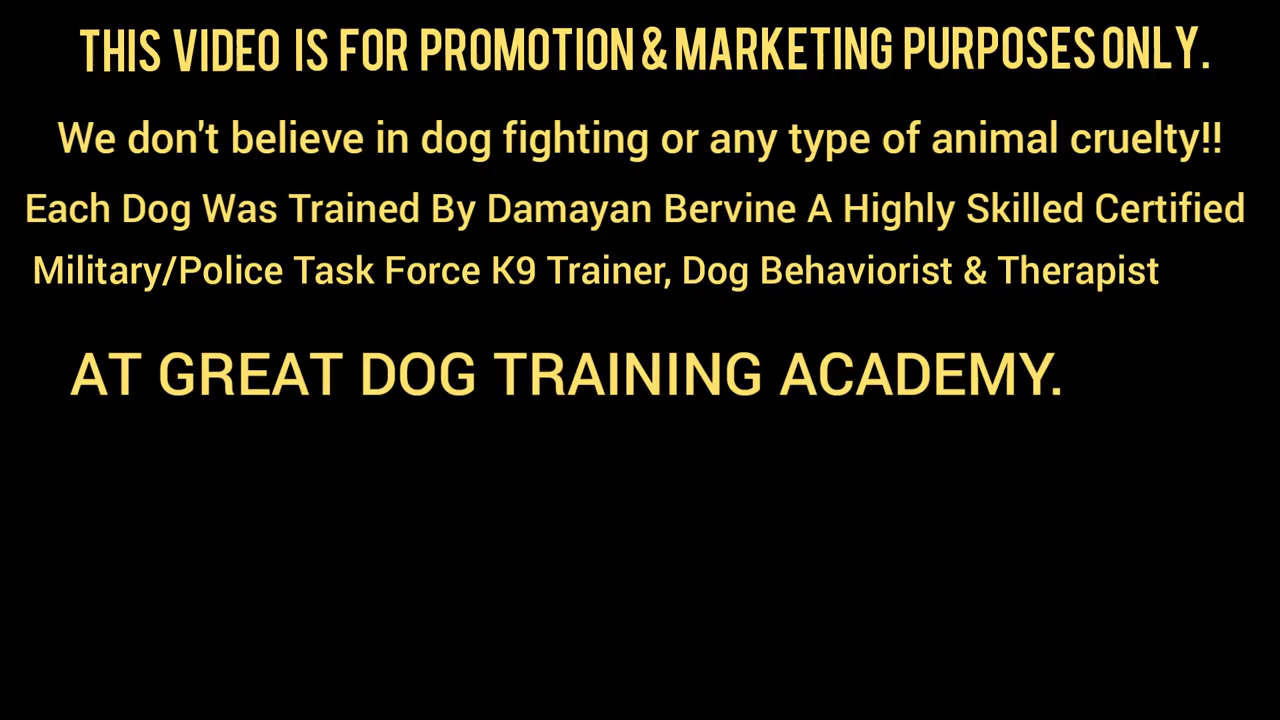 THIS VIDEO IS FOR PROMOTION & MARKETING PURPOSES ONLY.
We don't believe in dog fighting or any type of animal cruelty!!
Each Dog Was Trained By Damayan Bervine A Highly Skilled Certified
Military/Police Task Force K9 Trainer, Dog Behaviorist & Therapist
AT GREAT DOG TRAINING ACADEMY.